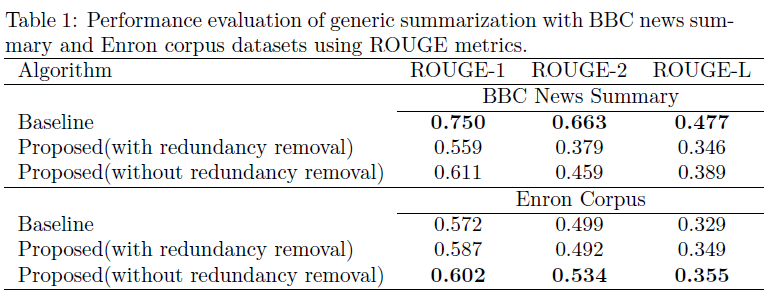 Table 1: Performance evaluation of generic summarization with BBC news sum-
mary and Enron corpus datasets using ROUGE metrics.
Algorithm ROUGE-1 ROUGE-2 ROUGE-L
BBC News Summary
Baseline 0.750 0.663 0.477
Proposed(with redundancy removal) 0.559 0.379 0.346
Proposed(without redundancy removal) 0.611 0.459 0.389
Enron Corpus
Baseline 0.572 0.499 0.329
Proposed(with redundancy removal) 0.587 0.492 0.349
Proposed(without redundancy removal) 0.602 0.534 0.355